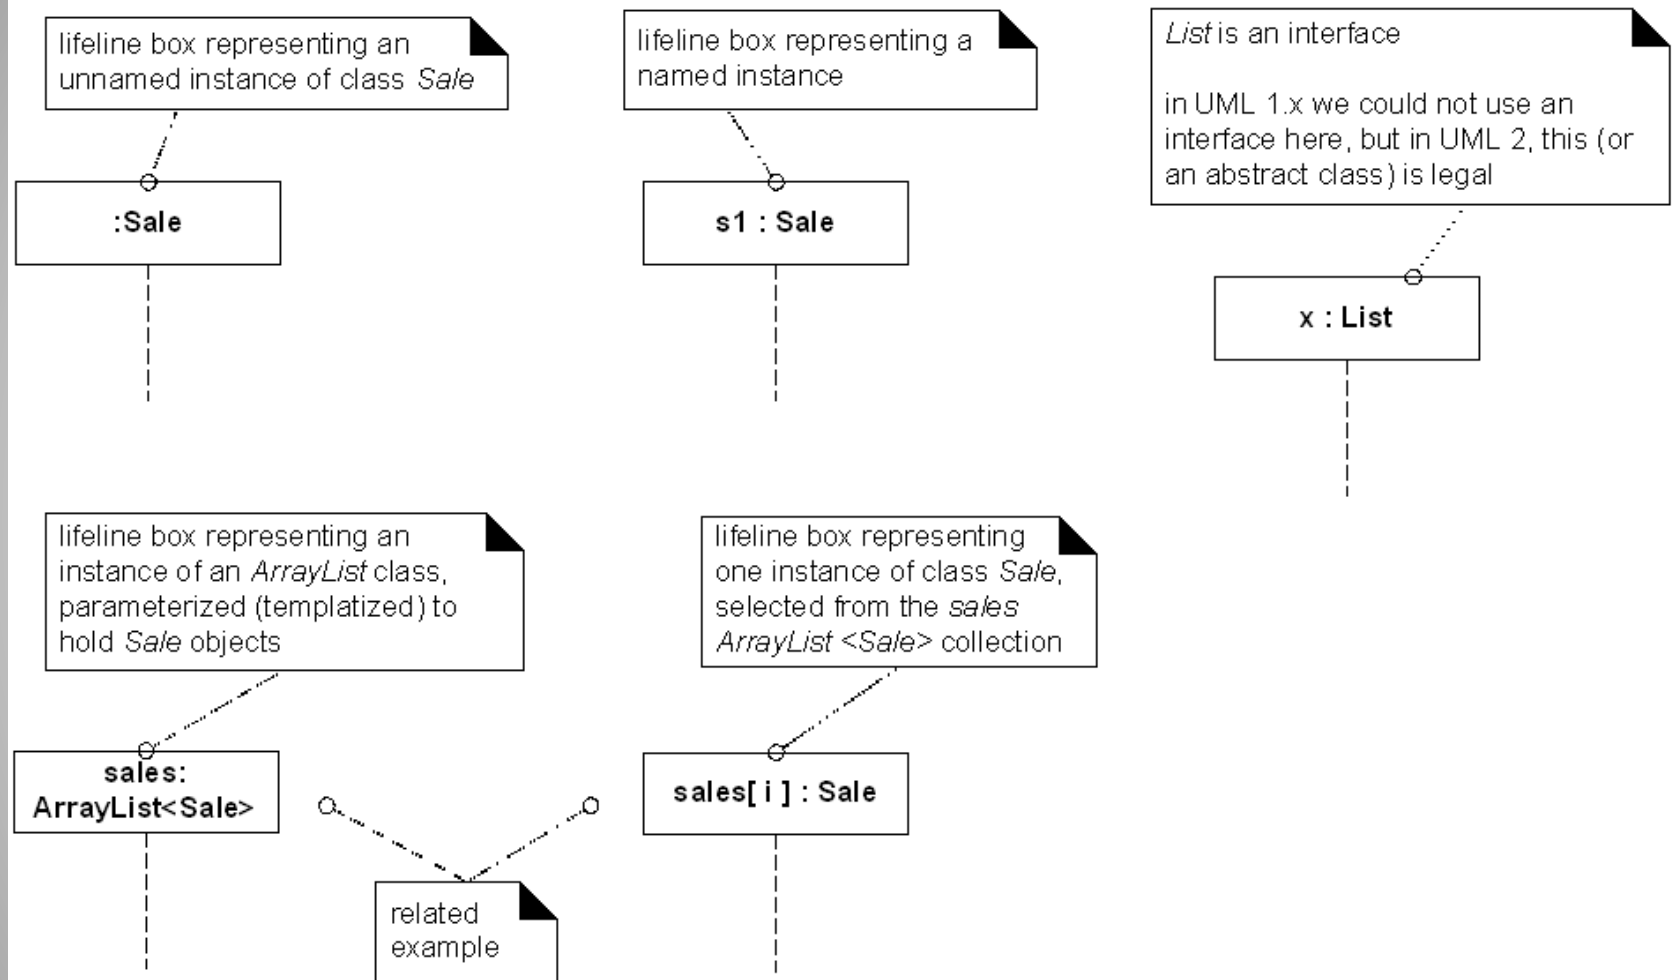 lifeline box representing an
unnamed instance of class Sale
:Sale
lifeline box representing a
named instance
s1 : Sale
List is an interface
in UML 1.x we could not use an
interface here, but in UML 2, this (or
an abstract class) is legal
x : List
lifeline box representing an
instance of an ArrayList class,
parameterized (templatized) to
hold Sale objects
sales:
ArrayList<Sale>
lifeline box representing
one instance of class Sale,
selected from the sales
ArrayList <Sale> collection
sales[ i ] : Sale
related
example